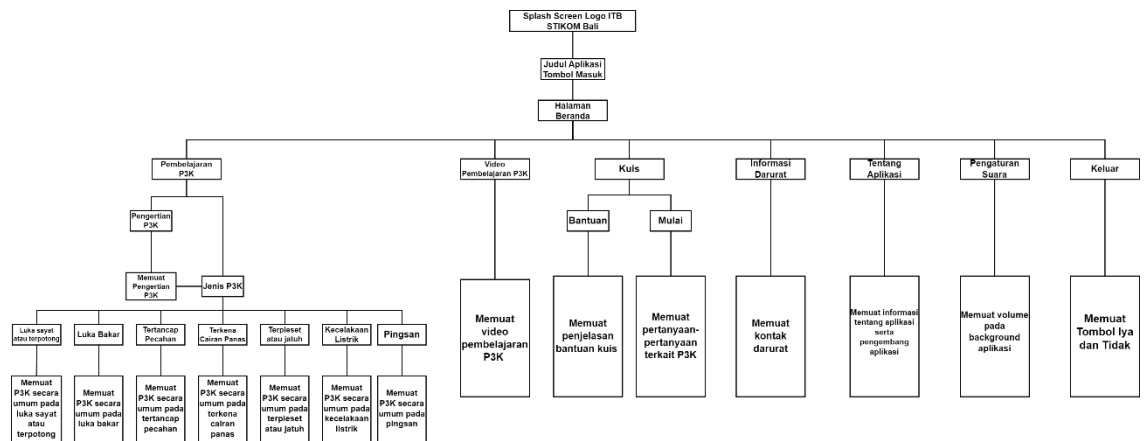 Splash Screen Logo ITB
STIKOM Bali
Judul Aplikasi
Tombol Masuk
Halaman
Beranda
Pembelajaran
P3K
Video
Pembelajaran P3K
Kuis
Informasi
Darurat
Tentang
Aplikasi
Pengaturan
Suara
Keluar
Pengertian
P3K
Bantuan
Mulai
Memuat
Pengertian
P3K
Jenis P3K
Memuat
video
pembelajaran
P3K
Memuat
penjelasan
bantuan kuis
Memuat
pertanyaan-
pertanyaan
terkait P3K
Memuat
kontak
darurat
Memuat informasi
tentang aplikasi
serta
pengembang
aplikasi
Memuat volume
pada
background
aplikasi
Memuat
Tombol Iya
dan Tidak
Luka sayat
atau terpotong
Luka Bakar
Tertancap
Pecahan
Terkena
Cairan Panas
Terpleset
atau jatuh
Kecelakaan
Listrik
Pingsan
Memuat
P3K secara
umum pada
luka sayat
atau
terpotong
Memuat
P3K secara
umum pada
luka bakar
Memuat
P3K secara
umum pada
tertancap
pecahan
Memuat
P3K secara
umum pada
terkena
cairan
panas
Memuat
P3K secara
umum pada
terpleset
atau jatuh
Memuat
P3K secara
umum pada
kecelakaan
listrik
Memuat
P3K secara
umum pada
pingsan